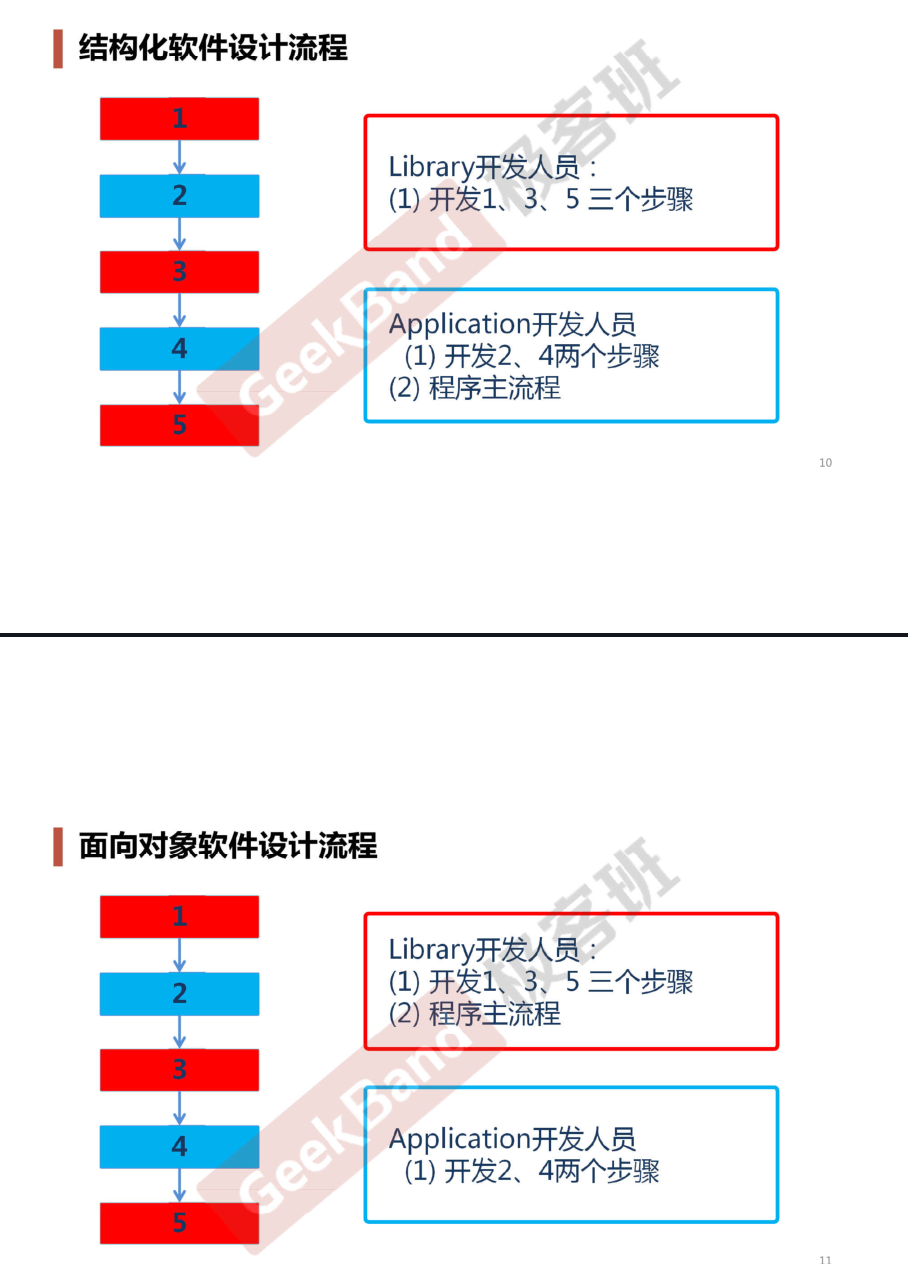 结构化软件设计流程
1
2
3
4
5
Library开发人员：
(1) 开发1、3、5 三个步骤
Application开发人员
(1) 开发2、4两个步骤
(2) 程序主流程
GeekBand 极客班
10
面向对象软件设计流程
1
2
3
4
5
Library开发人员：
(1) 开发1、3、5 三个步骤
(2) 程序主流程
Application开发人员
(1) 开发2、4两个步骤
GeekBand 极客班
11